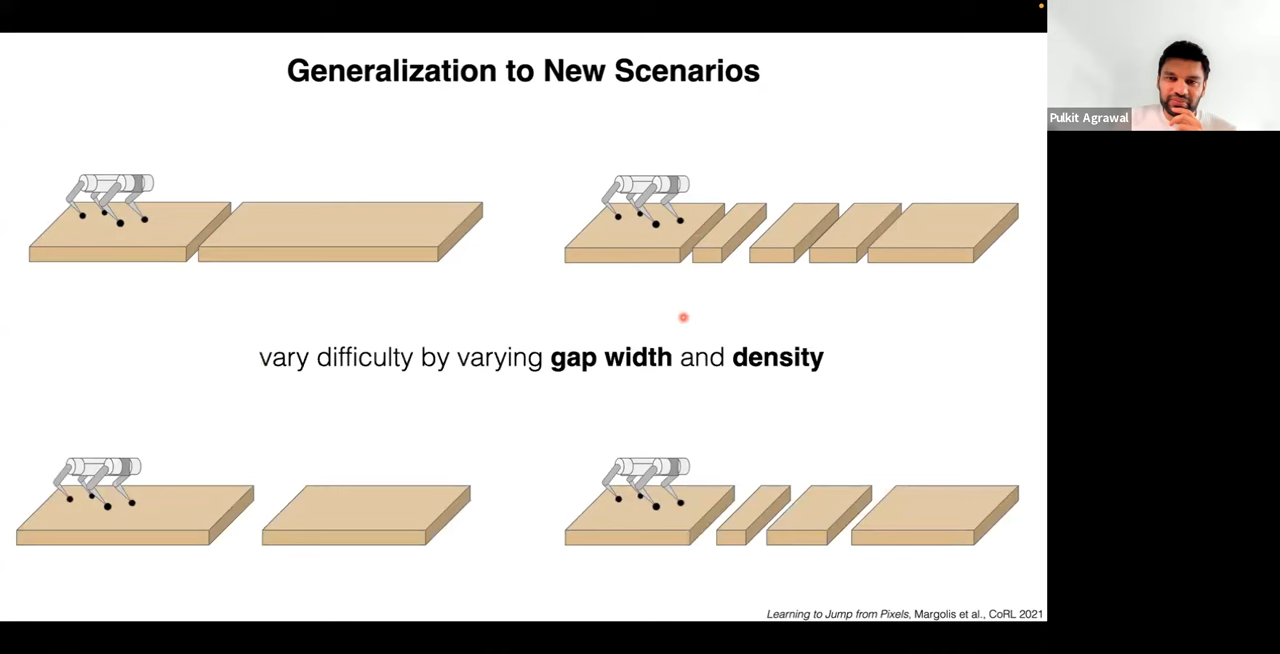 Generalization to New Scenarios
Pulkit Agrawal
vary difficulty by varying gap width and density
Learning to Jump from Pixels, Margolis et al., CoRL 2021